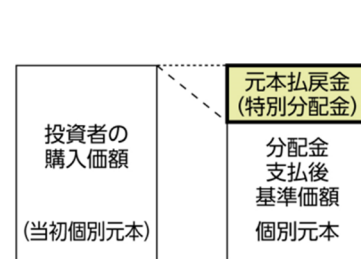 投資者の
購入価額
(当初個別元本)
元本払戻金
(特別分配金)
分配金
支払後
基準価額
個別元本